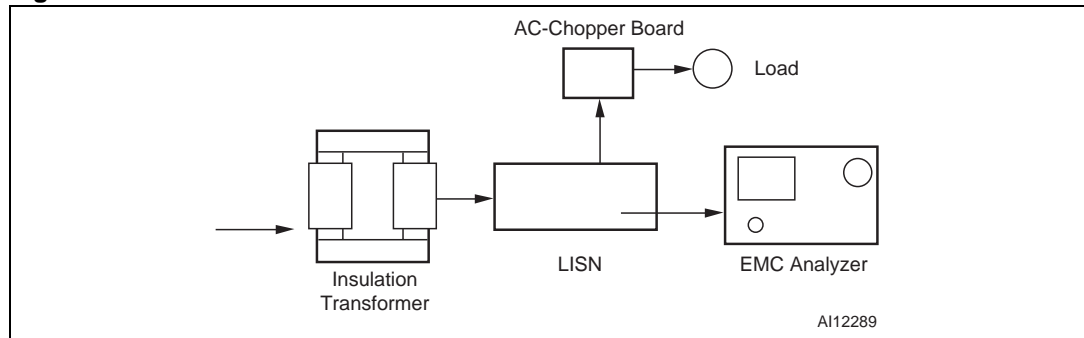 AC-Chopper Board
Load
Insulation
Transformer
LISN
EMC Analyzer
AI12289